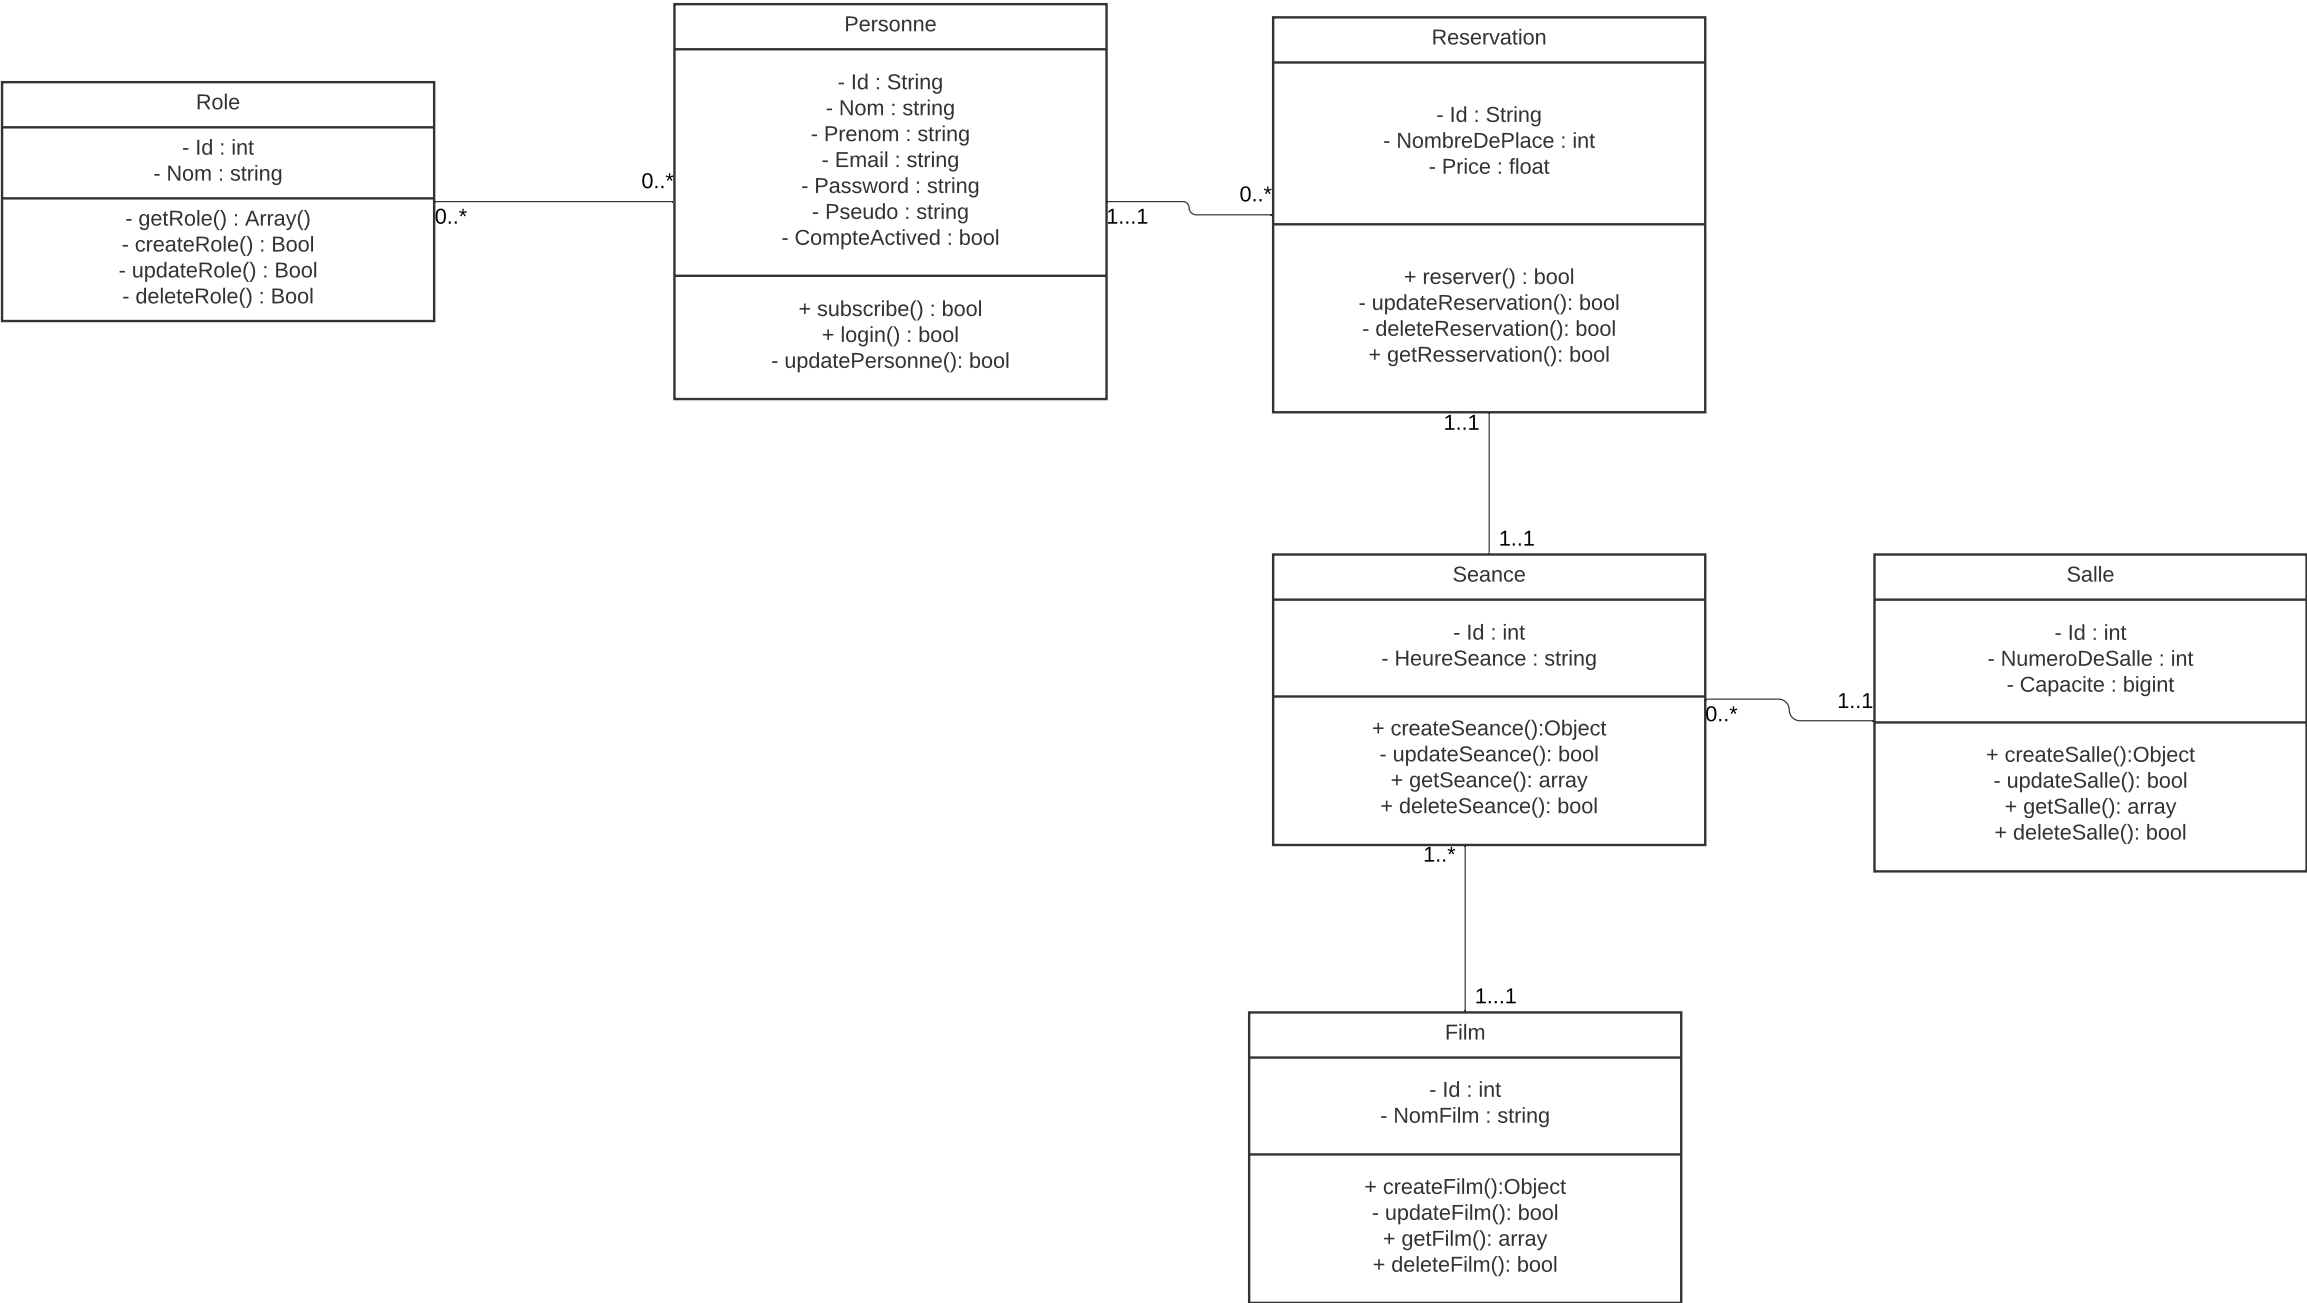 Role
- Id : int
- Nom : string
- getRole() : Array()
- createRole() : Bool
- updateRole() : Bool
- deleteRole() : Bool
0..*
0..*
Personne
- Id : String
- Nom : string
- Prenom : string
- Email : string
- Password : string
- Pseudo : string
- CompteActived : bool
+ subscribe() : bool
+ login() : bool
- updatePersonne(): bool
1...1
0..*
Reservation
- Id : String
- NombreDePlace : int
- Price : float
+ reserver() : bool
- updateReservation(): bool
- deleteReservation(): bool
+ getResservation(): bool
1..1
1..1
Seance
- Id : int
- HeureSeance : string
+ createSeance():Object
- updateSeance(): bool
+ getSeance(): array
+ deleteSeance(): bool
0..*
1..1
Salle
- Id : int
- NumeroDeSalle : int
- Capacite : bigint
+ createSalle():Object
- updateSalle(): bool
+ getSalle(): array
+ deleteSalle(): bool
1..*
1...1
Film
- Id : int
- NomFilm : string
+ createFilm():Object
- updateFilm(): bool
+ getFilm(): array
+ deleteFilm(): bool